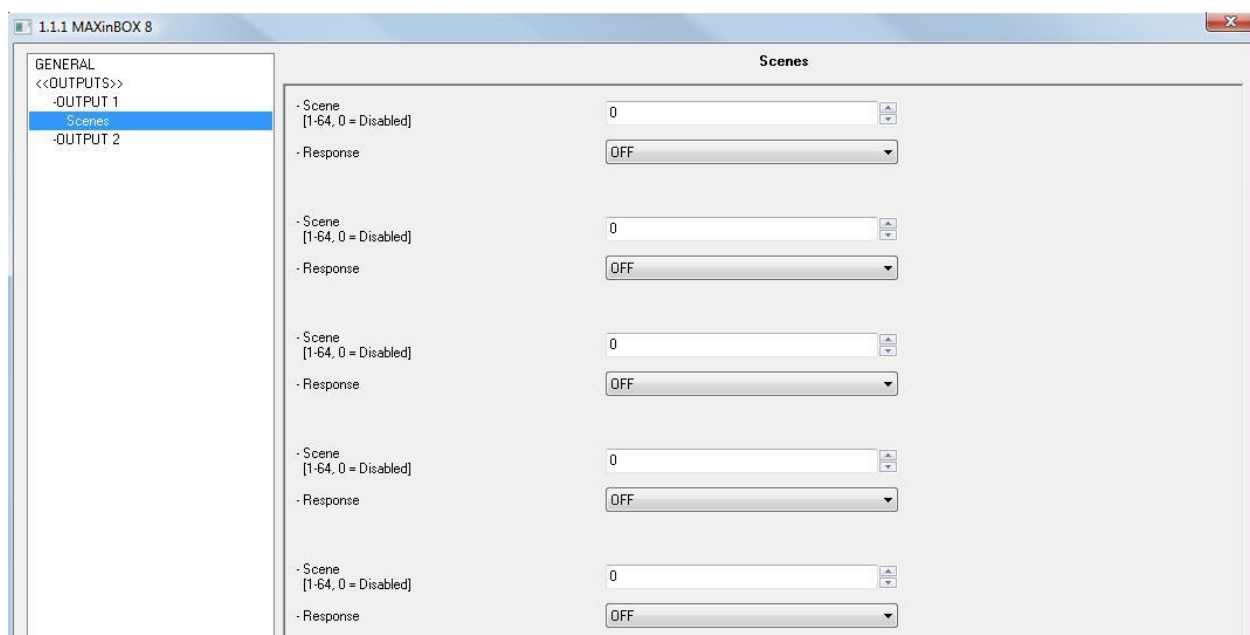 1.1.1 MAXinBOX 8
GENERAL
<<OUTPUTS>>
-OUTPUT 1
Scenes
-OUTPUT 2
Scenes
- Scene
[1-64, 0 = Disabled]
0
- Response
OFF
- Scene
[1-64, 0 = Disabled]
0
- Response
OFF
- Scene
[1-64, 0 = Disabled]
0
- Response
OFF
- Scene
[1-64, 0 = Disabled]
0
- Response
OFF
- Scene
[1-64, 0 = Disabled]
0
- Response
OFF